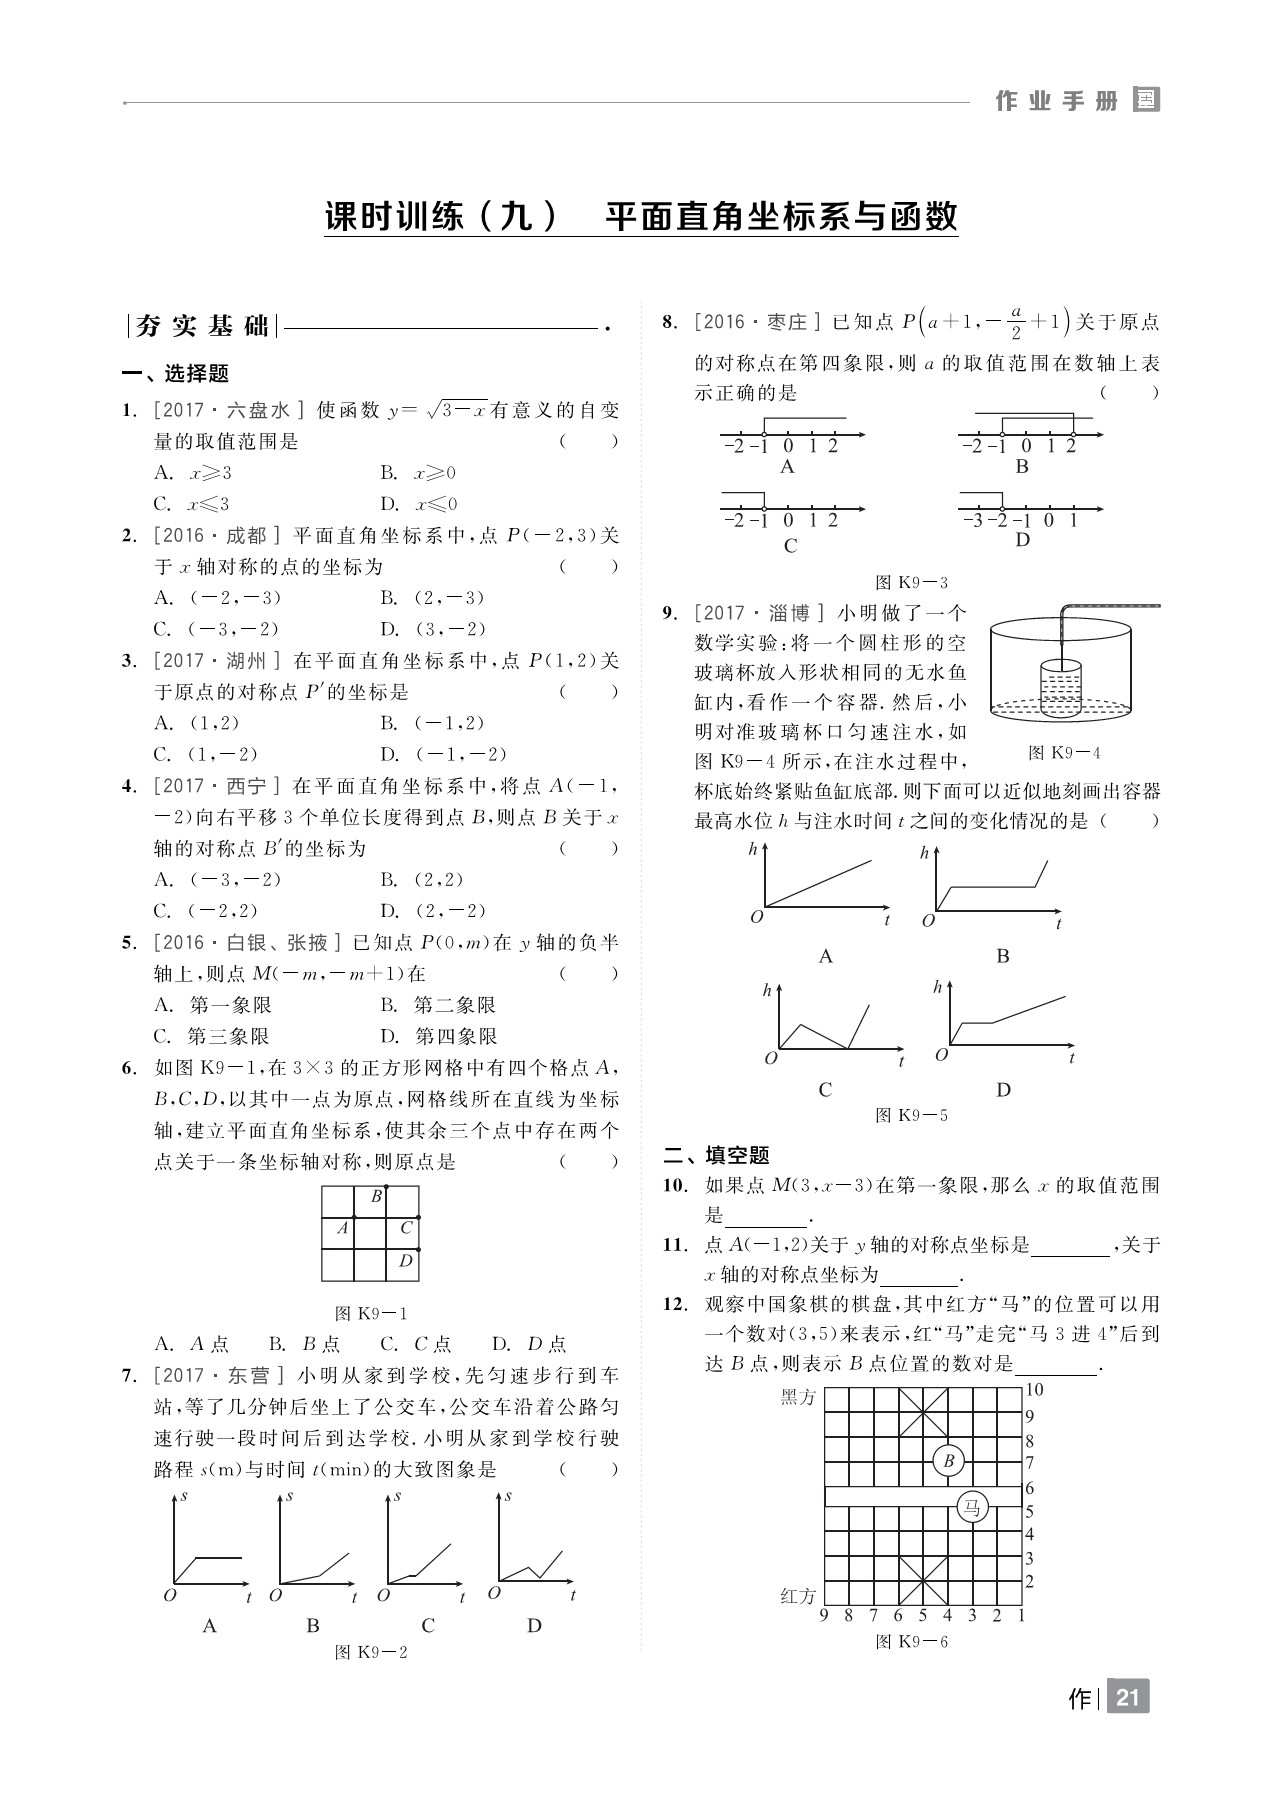 作业手册
课时训练(九) 平面直角坐标系与函数
夯实基础
一、选择题
1. [2017·六盘水] 使函数 y=√3-x有意义的自变
量的取值范围是 ( )
A. x≥3 B. x≥0
C. x≤3 D. x≤0
2. [2016·成都] 平面直角坐标系中,点 P(-2,3)关
于 x 轴对称的点的坐标为 ( )
A. (-2,-3) B. (2,-3)
C. (-3,-2) D. (3,-2)
3. [2017·湖州] 在平面直角坐标系中,点 P(1,2)关
于原点的对称点 P′的坐标是 ( )
A. (1,2) B. (-1,2)
C. (1,-2) D. (-1,-2)
4. [2017·西宁] 在平面直角坐标系中,将点 A(-1,
-2)向右平移 3 个单位长度得到点 B,则点 B 关于 x
轴的对称点 B′的坐标为 ( )
A. (-3,-2) B. (2,2)
C. (-2,2) D. (2,-2)
5. [2016·白银、张掖] 已知点 P(0,m)在 y 轴的负半
轴上,则点 M(-m,-m+1)在 ( )
A. 第一象限 B. 第二象限
C. 第三象限 D. 第四象限
6. 如图 K9-1,在 3×3 的正方形网格中有四个格点 A,
B,C,D,以其中一点为原点,网格线所在直线为坐标
轴,建立平面直角坐标系,使其余三个点中存在两个
点关于一条坐标轴对称,则原点是 ( )
B
A C
D
图 K9-1
A. A 点 B. B 点 C. C 点 D. D 点
7. [2017·东营] 小明从家到学校,先匀速步行到车
站,等了几分钟后坐上了公交车,公交车沿着公路匀
速行驶一段时间后到达学校.小明从家到学校行驶
路程 s(m)与时间 t(min)的大致图象是 ( )
s s s s
O t O t O t O t
A B C D
图 K9-2
8. [2016·枣庄] 已知点 P(a+1,-a/2+1)关于原点
的对称点在第四象限,则 a 的取值范围在数轴上表
示正确的是 ( )
-2 -1 0 1 2 -2 -1 0 1 2
A B
-2 -1 0 1 2 -3 -2 -1 0 1
C D
图 K9-3
9. [2017·淄博] 小明做了一个
数学实验:将一个圆柱形的空
玻璃杯放入形状相同的无水鱼
缸内,看作一个容器.然后,小
明对准玻璃杯口匀速注水,如
图 K9-4 所示,在注水过程中,
图 K9-4
杯底始终紧贴鱼缸底部.则下面可以近似地刻画出容器
最高水位 h 与注水时间 t 之间的变化情况的是 ( )
h h
O t O t
A B
h h
O t O t
C D
图 K9-5
二、填空题
10. 如果点 M(3,x-3)在第一象限,那么 x 的取值范围
是________.
11. 点 A(-1,2)关于 y 轴的对称点坐标是________,关于
x 轴的对称点坐标为________.
12. 观察中国象棋的棋盘,其中红方“马”的位置可以用
一个数对(3,5)来表示,红“马”走完“马 3 进 4”后到
达 B 点,则表示 B 点位置的数对是________.
黑方 10
9
8
B 7
6
马 5
4
3
2
红方
9 8 7 6 5 4 3 2 1
图 K9-6
作 21